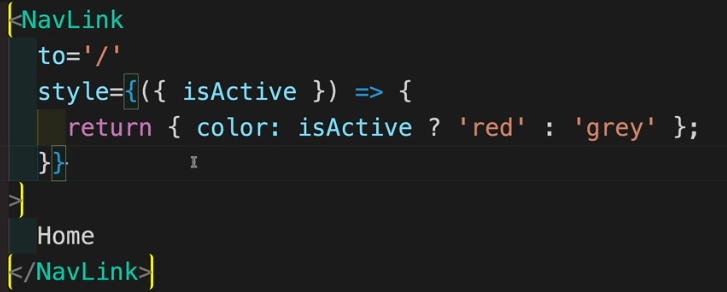 <NavLink
to='/'
style={({ isActive }) => {
return { color: isActive ? 'red' : 'grey' };
}}
>
Home
</NavLink>